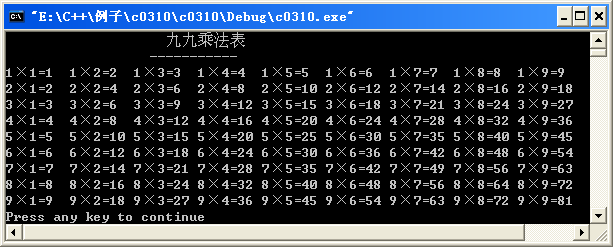 "E:\C++\例子\c0310\c0310\Debug\c0310.exe"
九九乘法表
-----------
1×1=1 1×2=2 1×3=3 1×4=4 1×5=5 1×6=6 1×7=7 1×8=8 1×9=9
2×1=2 2×2=4 2×3=6 2×4=8 2×5=10 2×6=12 2×7=14 2×8=16 2×9=18
3×1=3 3×2=6 3×3=9 3×4=12 3×5=15 3×6=18 3×7=21 3×8=24 3×9=27
4×1=4 4×2=8 4×3=12 4×4=16 4×5=20 4×6=24 4×7=28 4×8=32 4×9=36
5×1=5 5×2=10 5×3=15 5×4=20 5×5=25 5×6=30 5×7=35 5×8=40 5×9=45
6×1=6 6×2=12 6×3=18 6×4=24 6×5=30 6×6=36 6×7=42 6×8=48 6×9=54
7×1=7 7×2=14 7×3=21 7×4=28 7×5=35 7×6=42 7×7=49 7×8=56 7×9=63
8×1=8 8×2=16 8×3=24 8×4=32 8×5=40 8×6=48 8×7=56 8×8=64 8×9=72
9×1=9 9×2=18 9×3=27 9×4=36 9×5=45 9×6=54 9×7=63 9×8=72 9×9=81
Press any key to continue